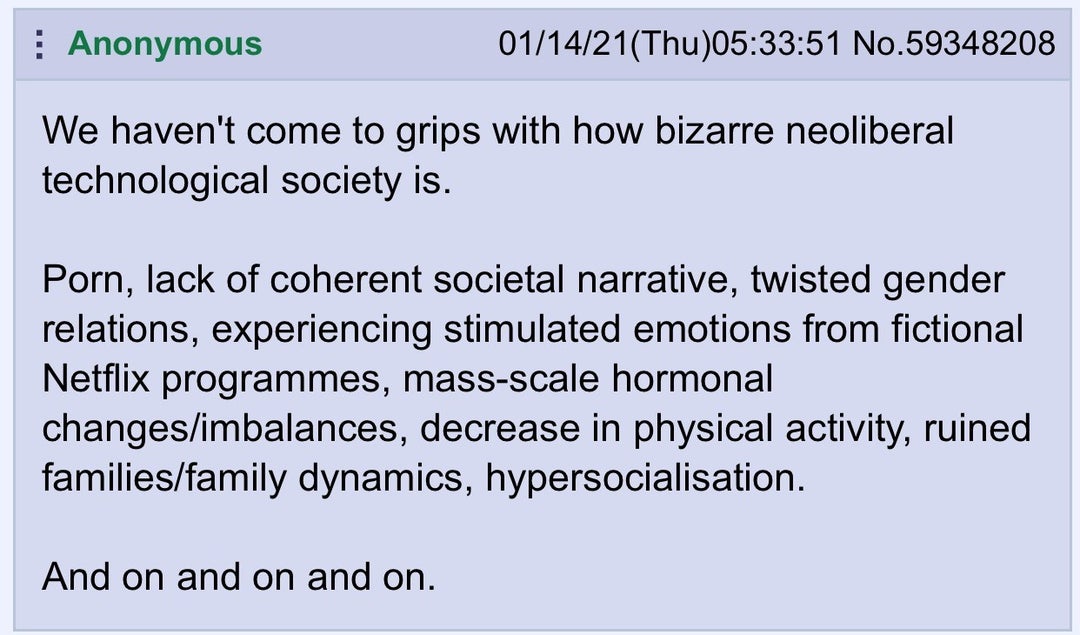 Anonymous 01/14/21(Thu)05:33:51 No.59348208
We haven't come to grips with how bizarre neoliberal
technological society is.
Porn, lack of coherent societal narrative, twisted gender
relations, experiencing stimulated emotions from fictional
Netflix programmes, mass-scale hormonal
changes/imbalances, decrease in physical activity, ruined
families/family dynamics, hypersocialisation.
And on and on and on.